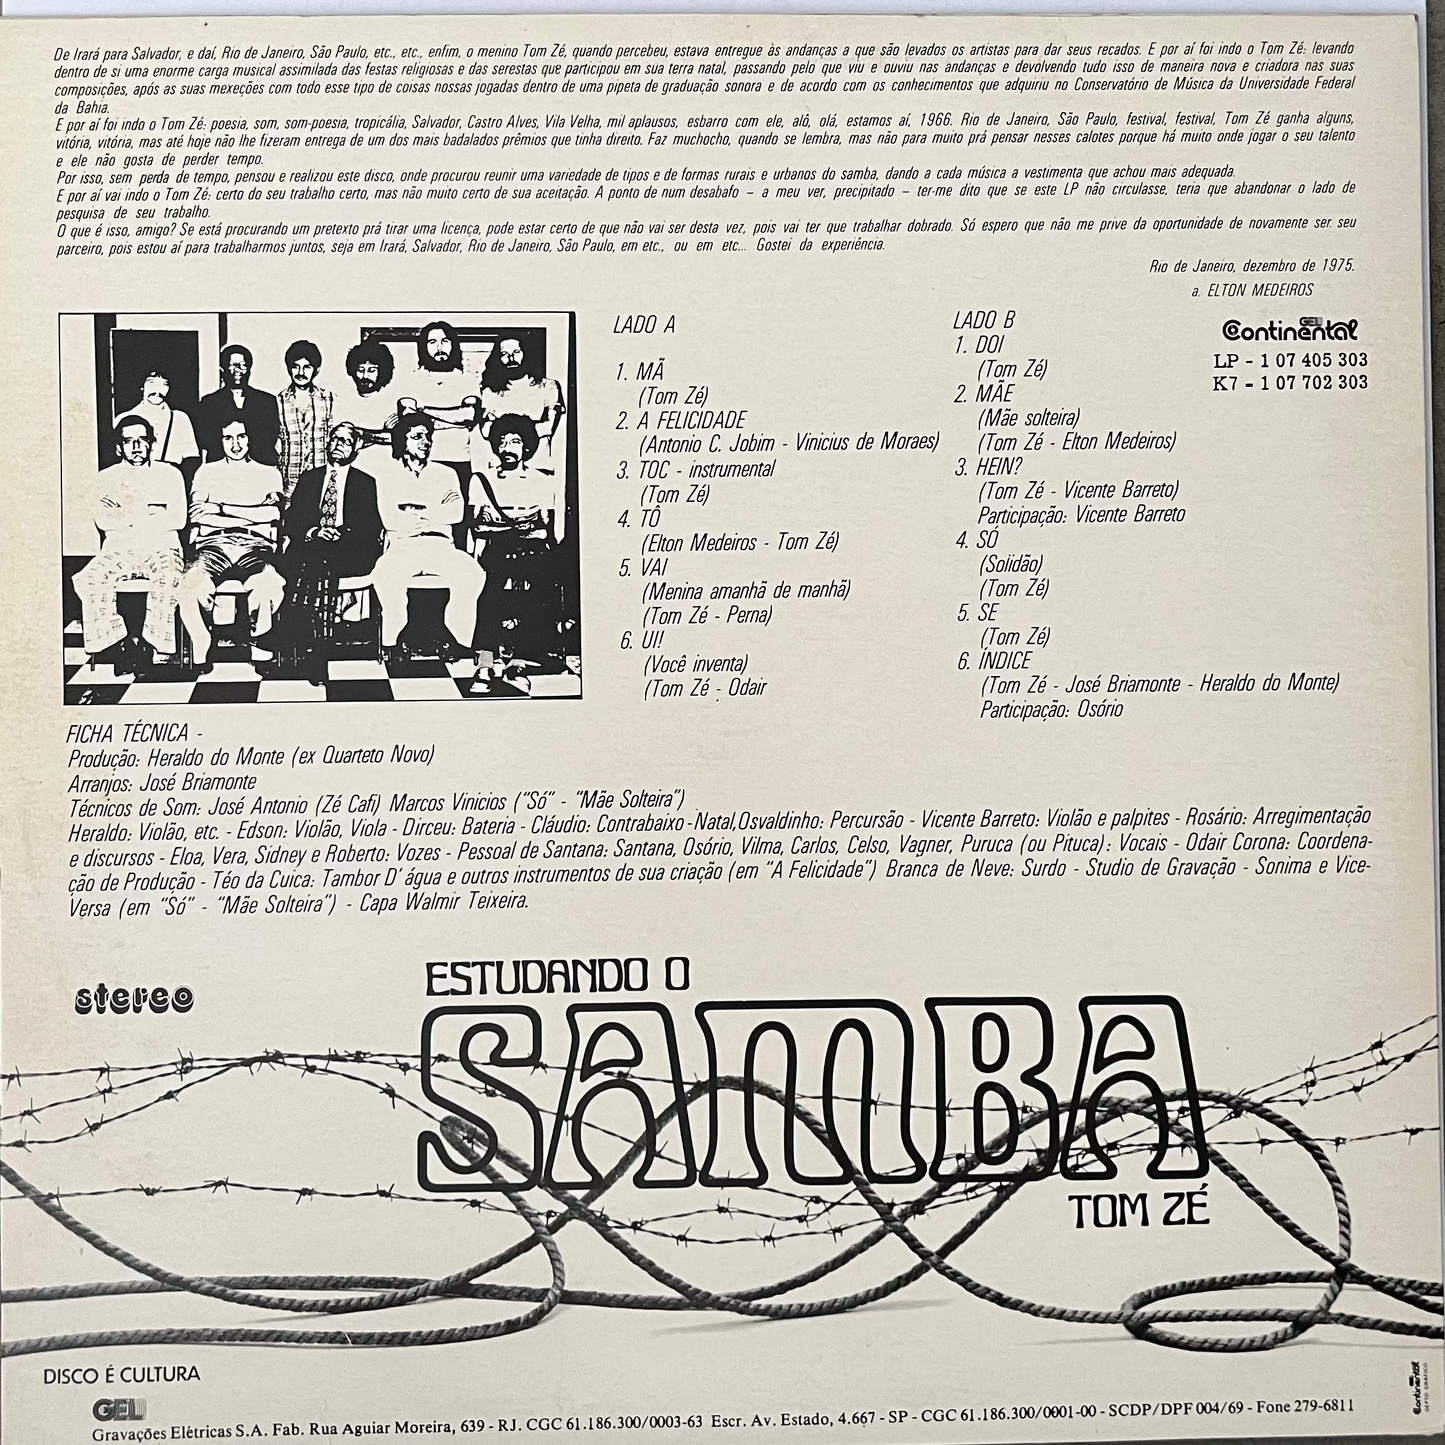 De Irará para Salvador, e daí, Rio de Janeiro, São Paulo, etc., etc., enfim, o menino Tom Zé, quando percebeu, estava entregue às andanças a que são levados os artistas para dar seus recados. E por aí foi indo o Tom Zé: levando
dentro de si uma enorme carga musical assimilada das festas religiosas e das serestas que participou em sua terra natal, passando pelo que viu e ouviu nas andanças e devolvendo tudo isso de maneira nova e criadora nas suas
composições, após as suas mexeções com todo esse tipo de coisas nossas jogadas dentro de uma pipeta de graduação sonora e de acordo com os conhecimentos que adquiriu no Conservatório de Música da Universidade Federal
da Bahia.
E por aí foi indo o Tom Zé: poesia, som, som-poesia, tropicália, Salvador, Castro Alves, Vila Velha, mil aplausos, esbarro com ele, alô, olá, estamos aí, 1966. Rio de Janeiro, São Paulo, festival, festival, Tom Zé ganha alguns,
vitória, vitória, mas até hoje não lhe fizeram entrega de um dos mais badalados prêmios que tinha direito. Faz muchocho, quando se lembra, mas não para muito prá pensar nesses calotes porque há muito onde jogar o seu talento
e ele não gosta de perder tempo.
Por isso, sem perda de tempo, pensou e realizou este disco, onde procurou reunir uma variedade de tipos e de formas rurais e urbanos do samba, dando a cada música a vestimenta que achou mais adequada.
E por aí vai indo o Tom Zé: certo do seu trabalho certo, mas não muito certo de sua aceitação. A ponto de num desabafo – a meu ver, precipitado – ter-me dito que se este LP não circulasse, teria que abandonar o lado de
pesquisa de seu trabalho.
O que é isso, amigo? Se está procurando um pretexto prá tirar uma licença, pode estar certo de que não vai ser desta vez, pois vai ter que trabalhar dobrado. Só espero que não me prive da oportunidade de novamente ser seu
parceiro, pois estou aí para trabalharmos juntos, seja em Irará, Salvador, Rio de Janeiro, São Paulo, em etc., ou em etc... Gostei da experiência.
Rio de Janeiro, dezembro de 1975.
a. ELTON MEDEIROS
LADO A
1. MÃ
(Tom Zé)
2. A FELICIDADE
(Antonio C. Jobim - Vinicius de Moraes)
3. TOC - instrumental
(Tom Zé)
4. TÔ
(Elton Medeiros - Tom Zé)
5. VAI
(Menina amanhã de manhã)
(Tom Zé - Perna)
6. UI!
(Você inventa)
(Tom Zé - Odair
LADO B
1. DOI
(Tom Zé)
2. MÃE
(Mãe solteira)
(Tom Zé - Elton Medeiros)
3. HEIN?
(Tom Zé - Vicente Barreto)
Participação: Vicente Barreto
4. SÓ
(Solidão)
(Tom Zé)
5. SE
(Tom Zé)
6. ÍNDICE
(Tom Zé - José Briamonte - Heraldo do Monte)
Participação: Osório
GEL
Continental
LP - 1 07 405 303
K7 - 1 07 702 303
FICHA TÉCNICA -
Produção: Heraldo do Monte (ex Quarteto Novo)
Arranjos: José Briamonte
Técnicos de Som: José Antonio (Zé Cafi) Marcos Vinicios ("Só" - "Mãe Solteira")
Heraldo: Violão, etc. - Edson: Violão, Viola - Dirceu: Bateria - Cláudio: Contrabaixo - Natal, Osvaldinho: Percursão - Vicente Barreto: Violão e palpites - Rosário: Arregimentação
e discursos - Eloa, Vera, Sidney e Roberto: Vozes - Pessoal de Santana: Santana, Osório, Vilma, Carlos, Celso, Vagner, Puruca (ou Pituca): Vocais - Odair Corona: Coordena-
ção de Produção - Téo da Cuica: Tambor D'água e outros instrumentos de sua criação (em "A Felicidade") Branca de Neve: Surdo - Studio de Gravação - Sonima e Vice-
Versa (em "Só" - "Mãe Solteira") - Capa Walmir Teixeira.
stereo
ESTUDANDO O
SAMBA
TOM ZÉ
DISCO É CULTURA
GEL
Gravações Elétricas S.A. Fab. Rua Aguiar Moreira, 639 - RJ. CGC 61.186.300/0003-63 Escr. Av. Estado, 4.667 - SP - CGC 61.186.300/0001-00 - SCDP/DPF 004/69 - Fone 279-6811
Continental